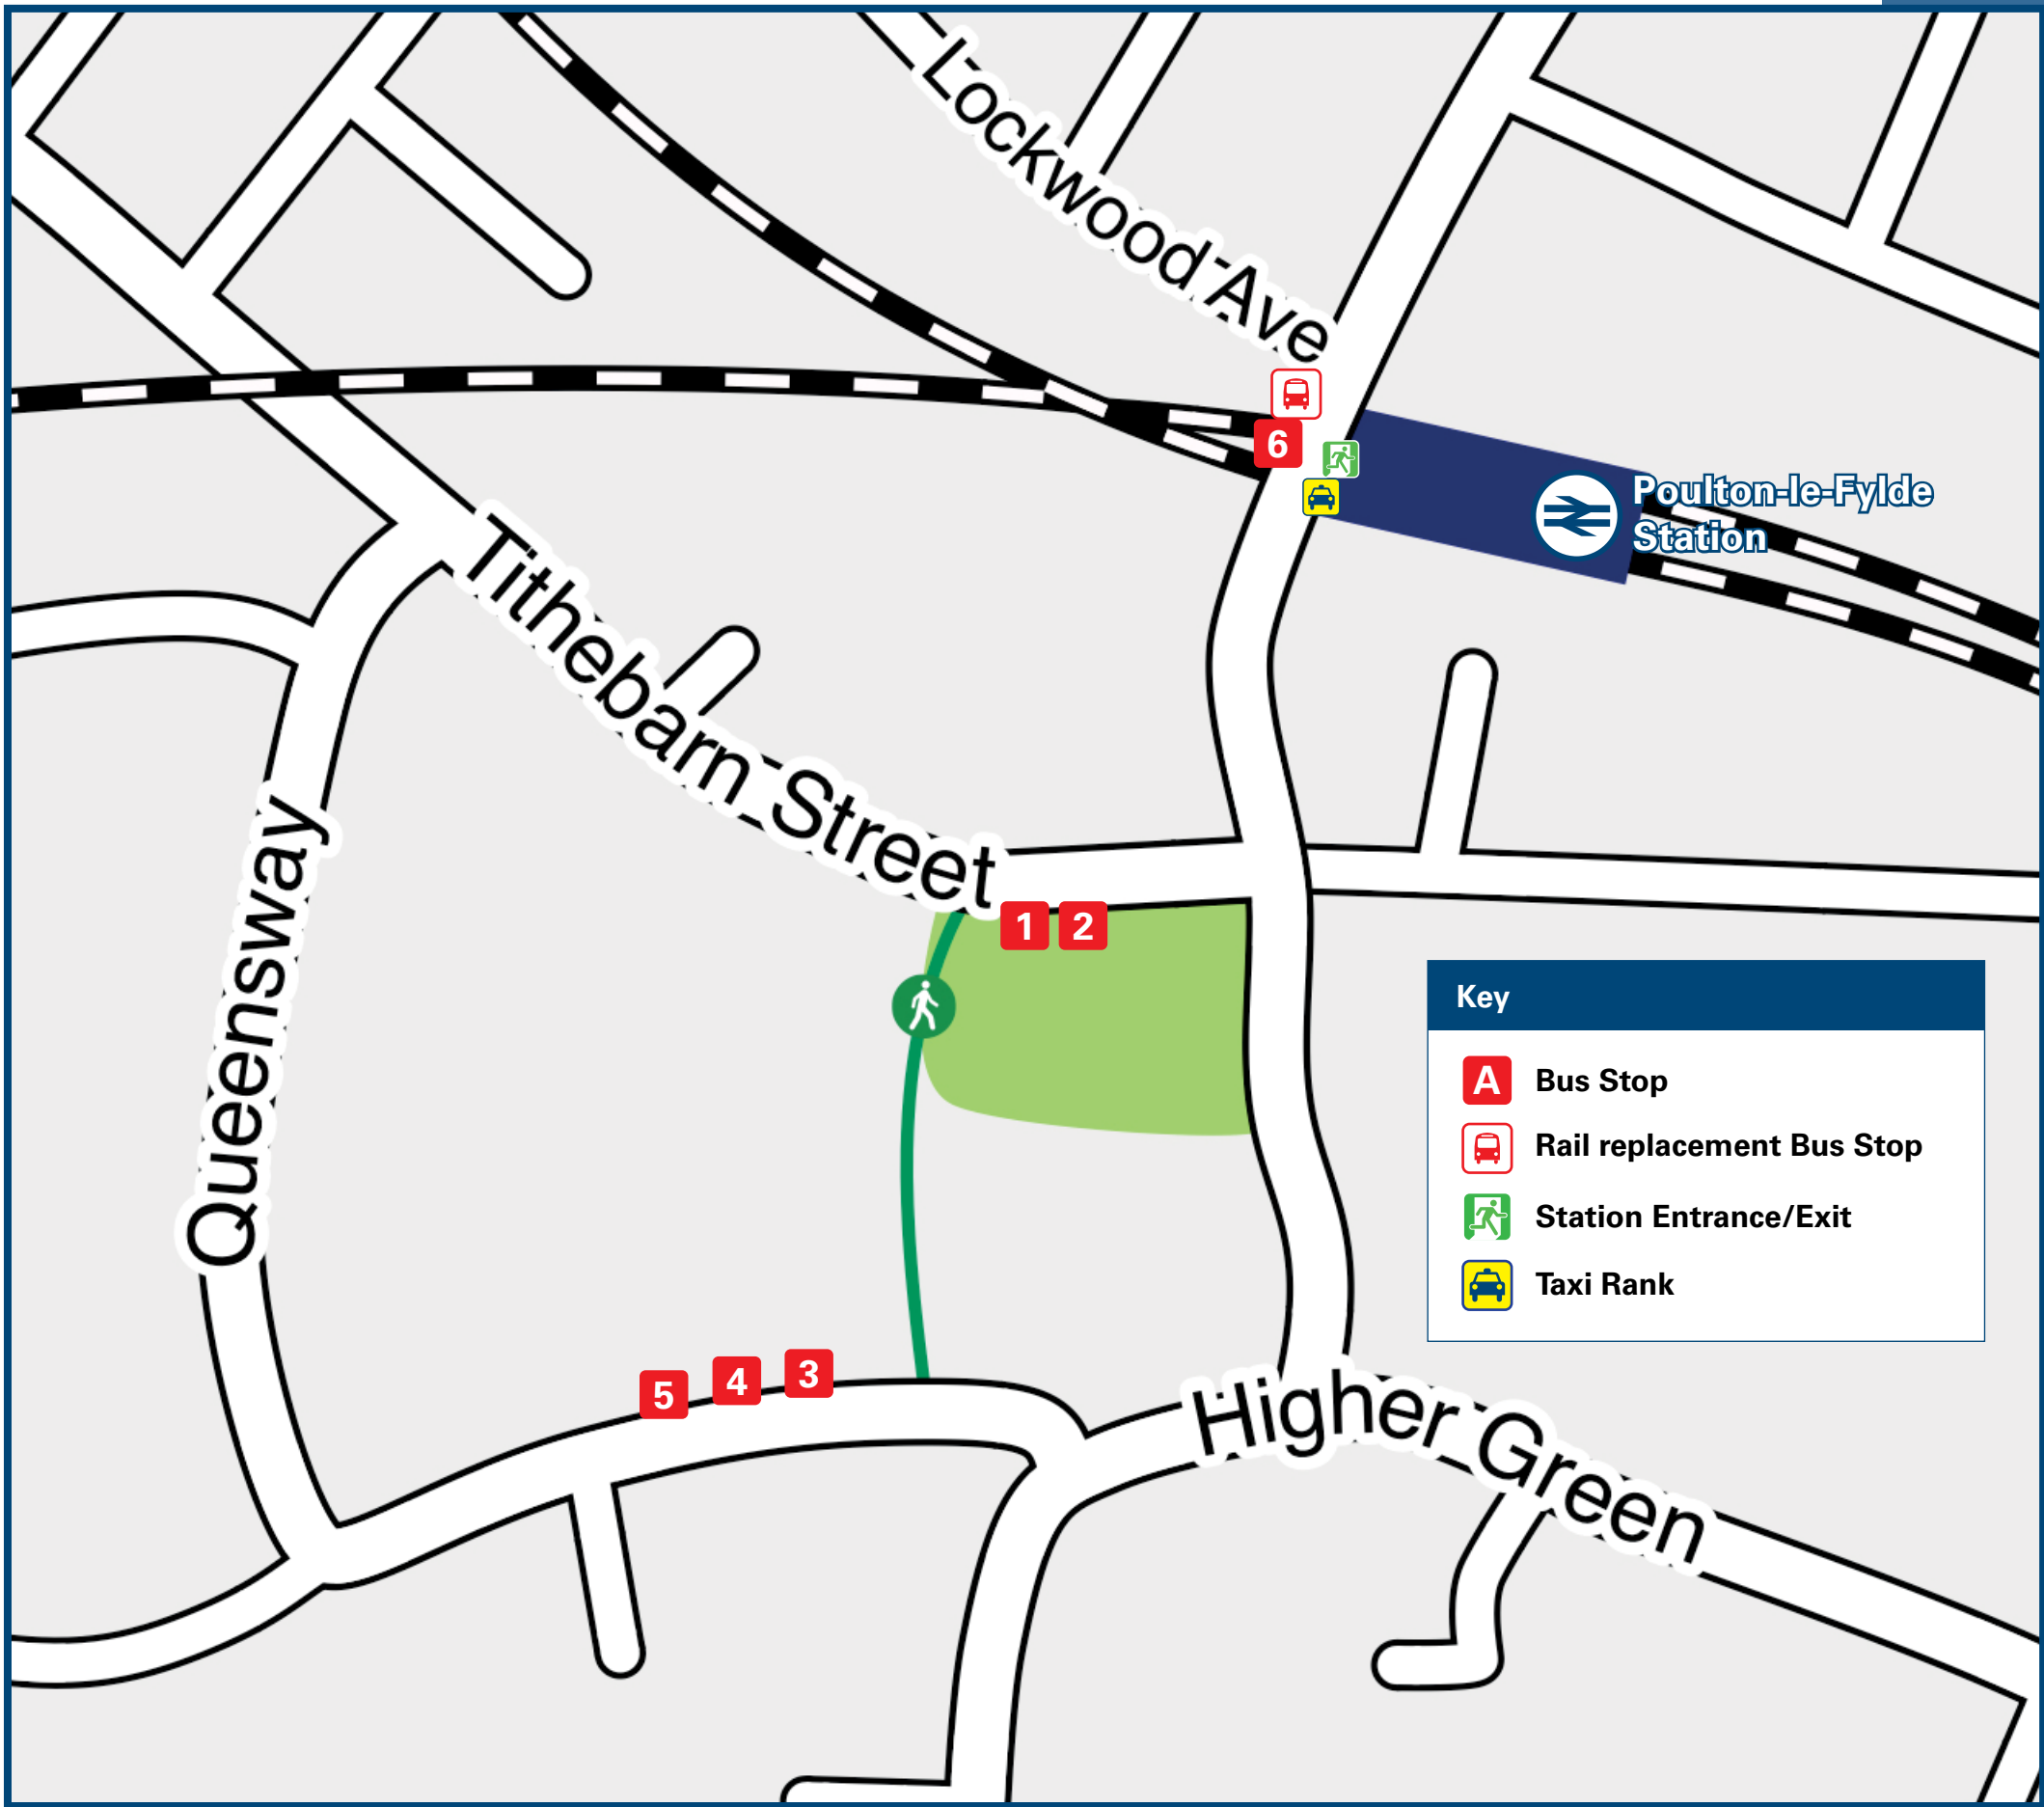 Lockwood Ave
6
Poulton-le-Fylde
Station
Tithebarn Street
1 2
Queensway
Key
A Bus Stop
Rail replacement Bus Stop
Station Entrance/Exit
Taxi Rank
5 4 3
Higher Green